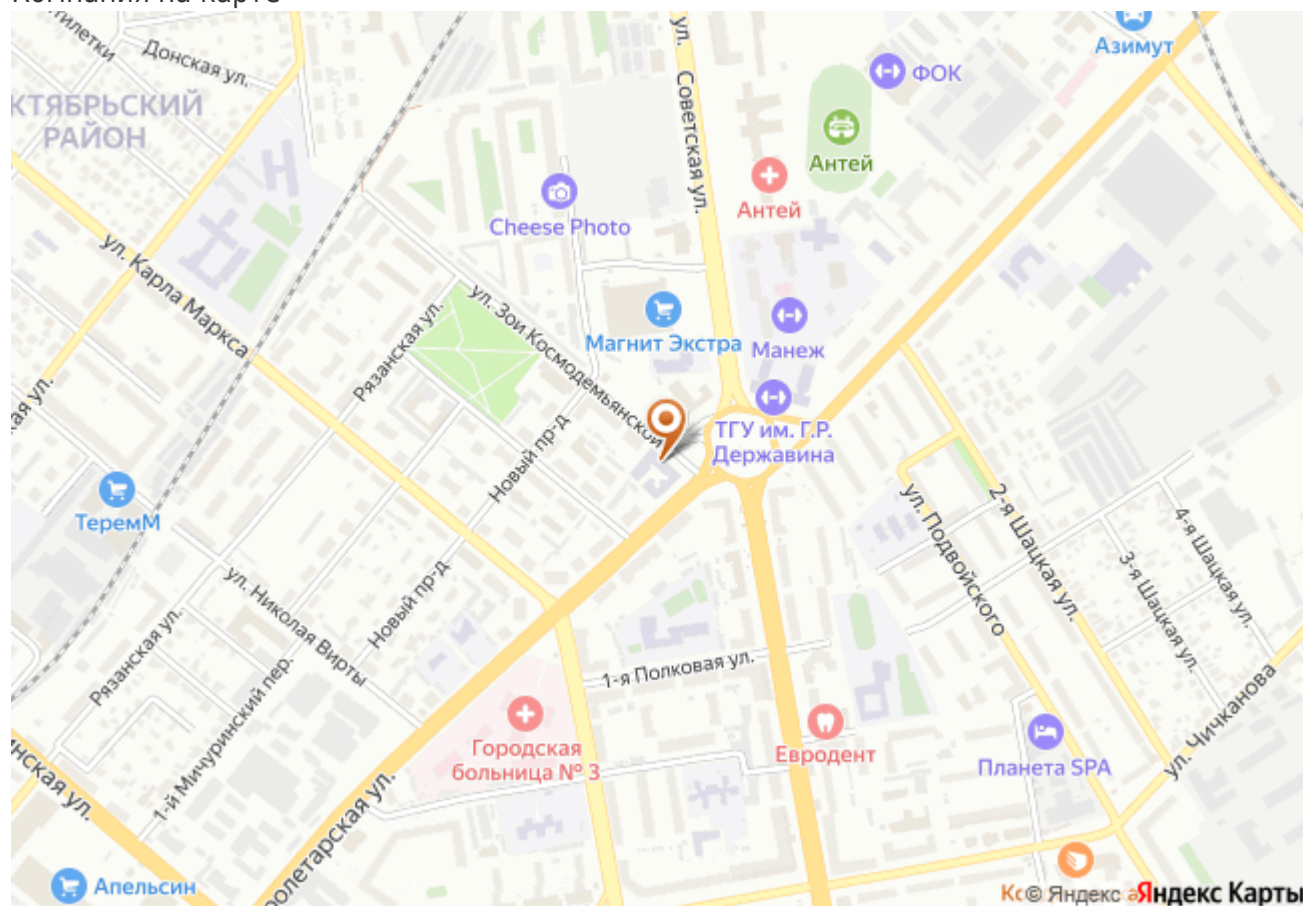 Компания на карте
Донская ул.
Азимут
ФОК
РАЙОН
Советская ул.
ул.
Антей
Антей
Cheese Photo
ул. Карла Маркса
Рязанская ул.
ул. Зои Космодемьянской
Магнит Экстра
Манеж
ТГУ им. Г.Р.
Державина
Новый пр-д
ТеремМ
ул. Подвойского
2-я Шацкая ул.
4-я Шацкая ул.
3-я Шацкая ул.
ул. Николая Вирты
Новый пр-д
Рязанская ул.
1-й Мичуринский пер.
1-я Полковая ул.
Городская
больница № 3
Евродент
Планета SPA
ул. Чичканова
Апельсин
© Яндекс
Яндекс Карты